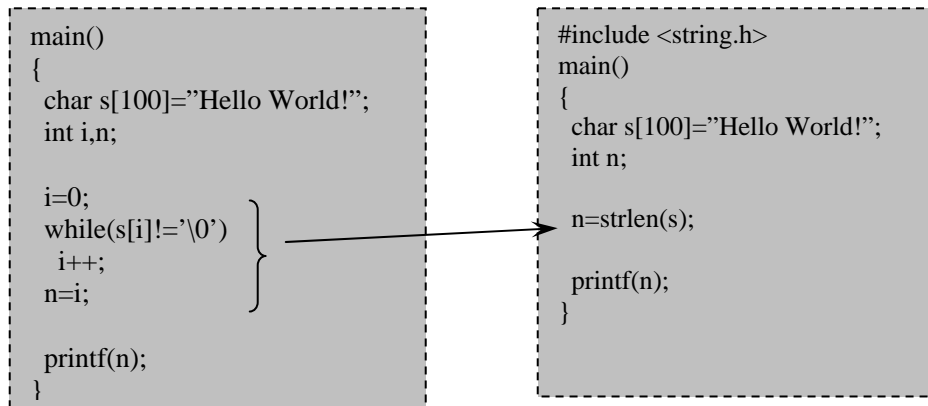 main()
{
char s[100]=”Hello World!”;
int i,n;
i=0;
while(s[i]!=’\0’)
i++;
n=i;
printf(n);
}
#include <string.h>
main()
{
char s[100]=”Hello World!”;
int n;
n=strlen(s);
printf(n);
}